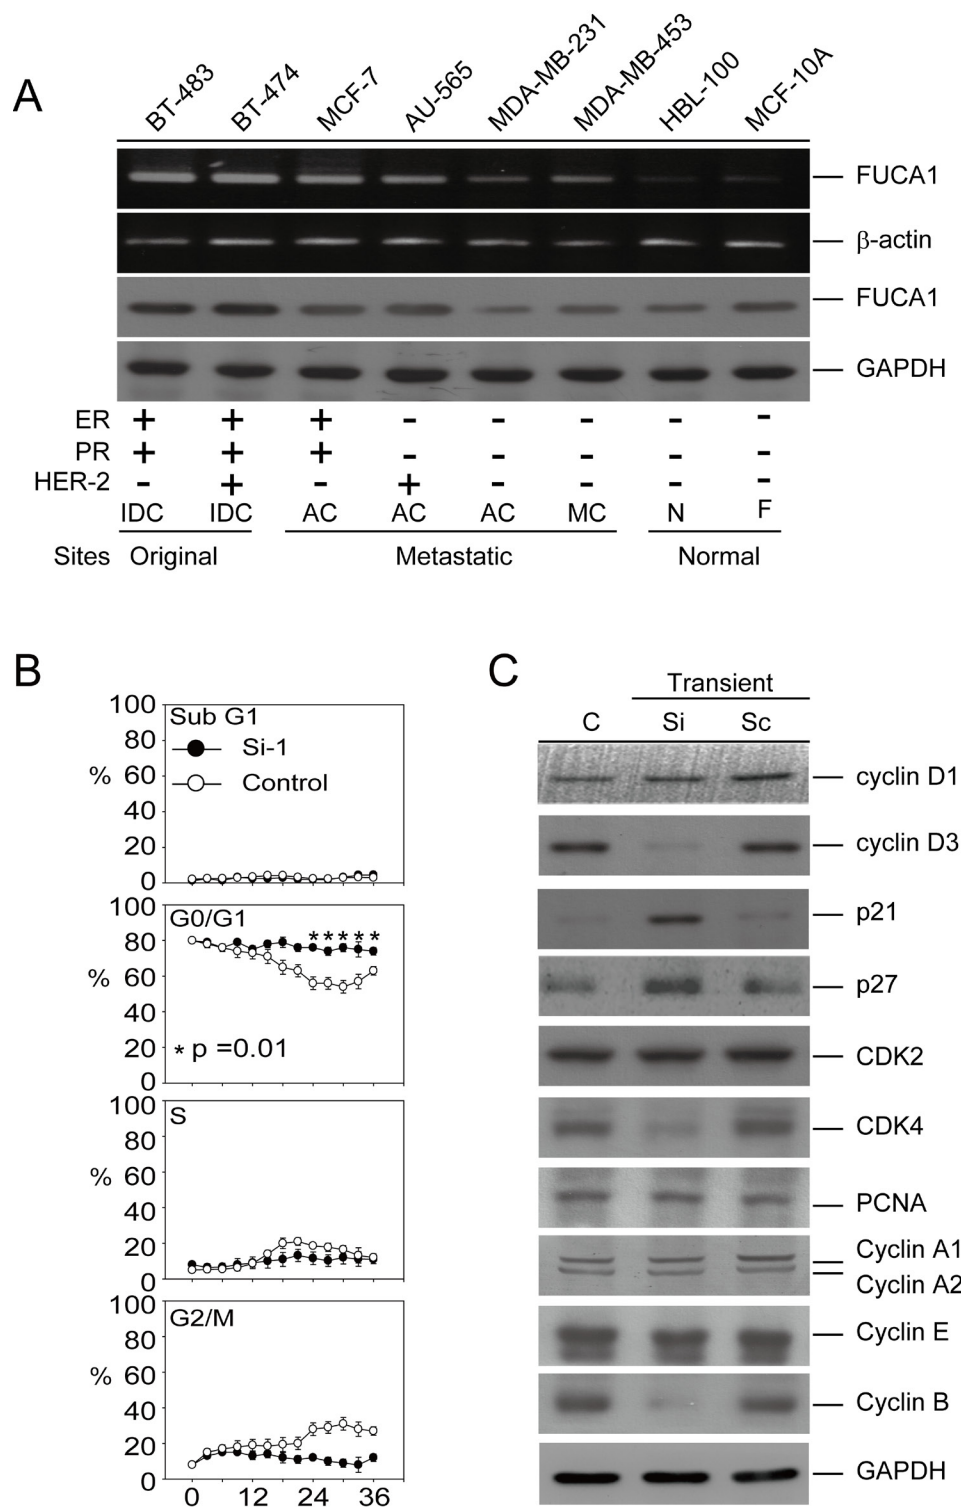 A
BT-483 BT-474 MCF-7 AU-565 MDA-MB-231 MDA-MB-453 HBL-100 MCF-10A
FUCA1
β-actin
FUCA1
GAPDH
ER + + + - - - - -
PR + + + - - - - -
HER-2 - + - + - - - -
IDC IDC AC AC AC MC N F
Sites Original Metastatic Normal
B
100
80
% 60
40
20
0
Sub G1
Si-1
Control
100
80
% 60
40
20
0
G0/G1
* * * * *
* p =0.01
100
80
% 60
40
20
0
S
100
80
% 60
40
20
0
G2/M
0 12 24 36
C
Transient
C Si Sc
cyclin D1
cyclin D3
p21
p27
CDK2
CDK4
PCNA
Cyclin A1
Cyclin A2
Cyclin E
Cyclin B
GAPDH